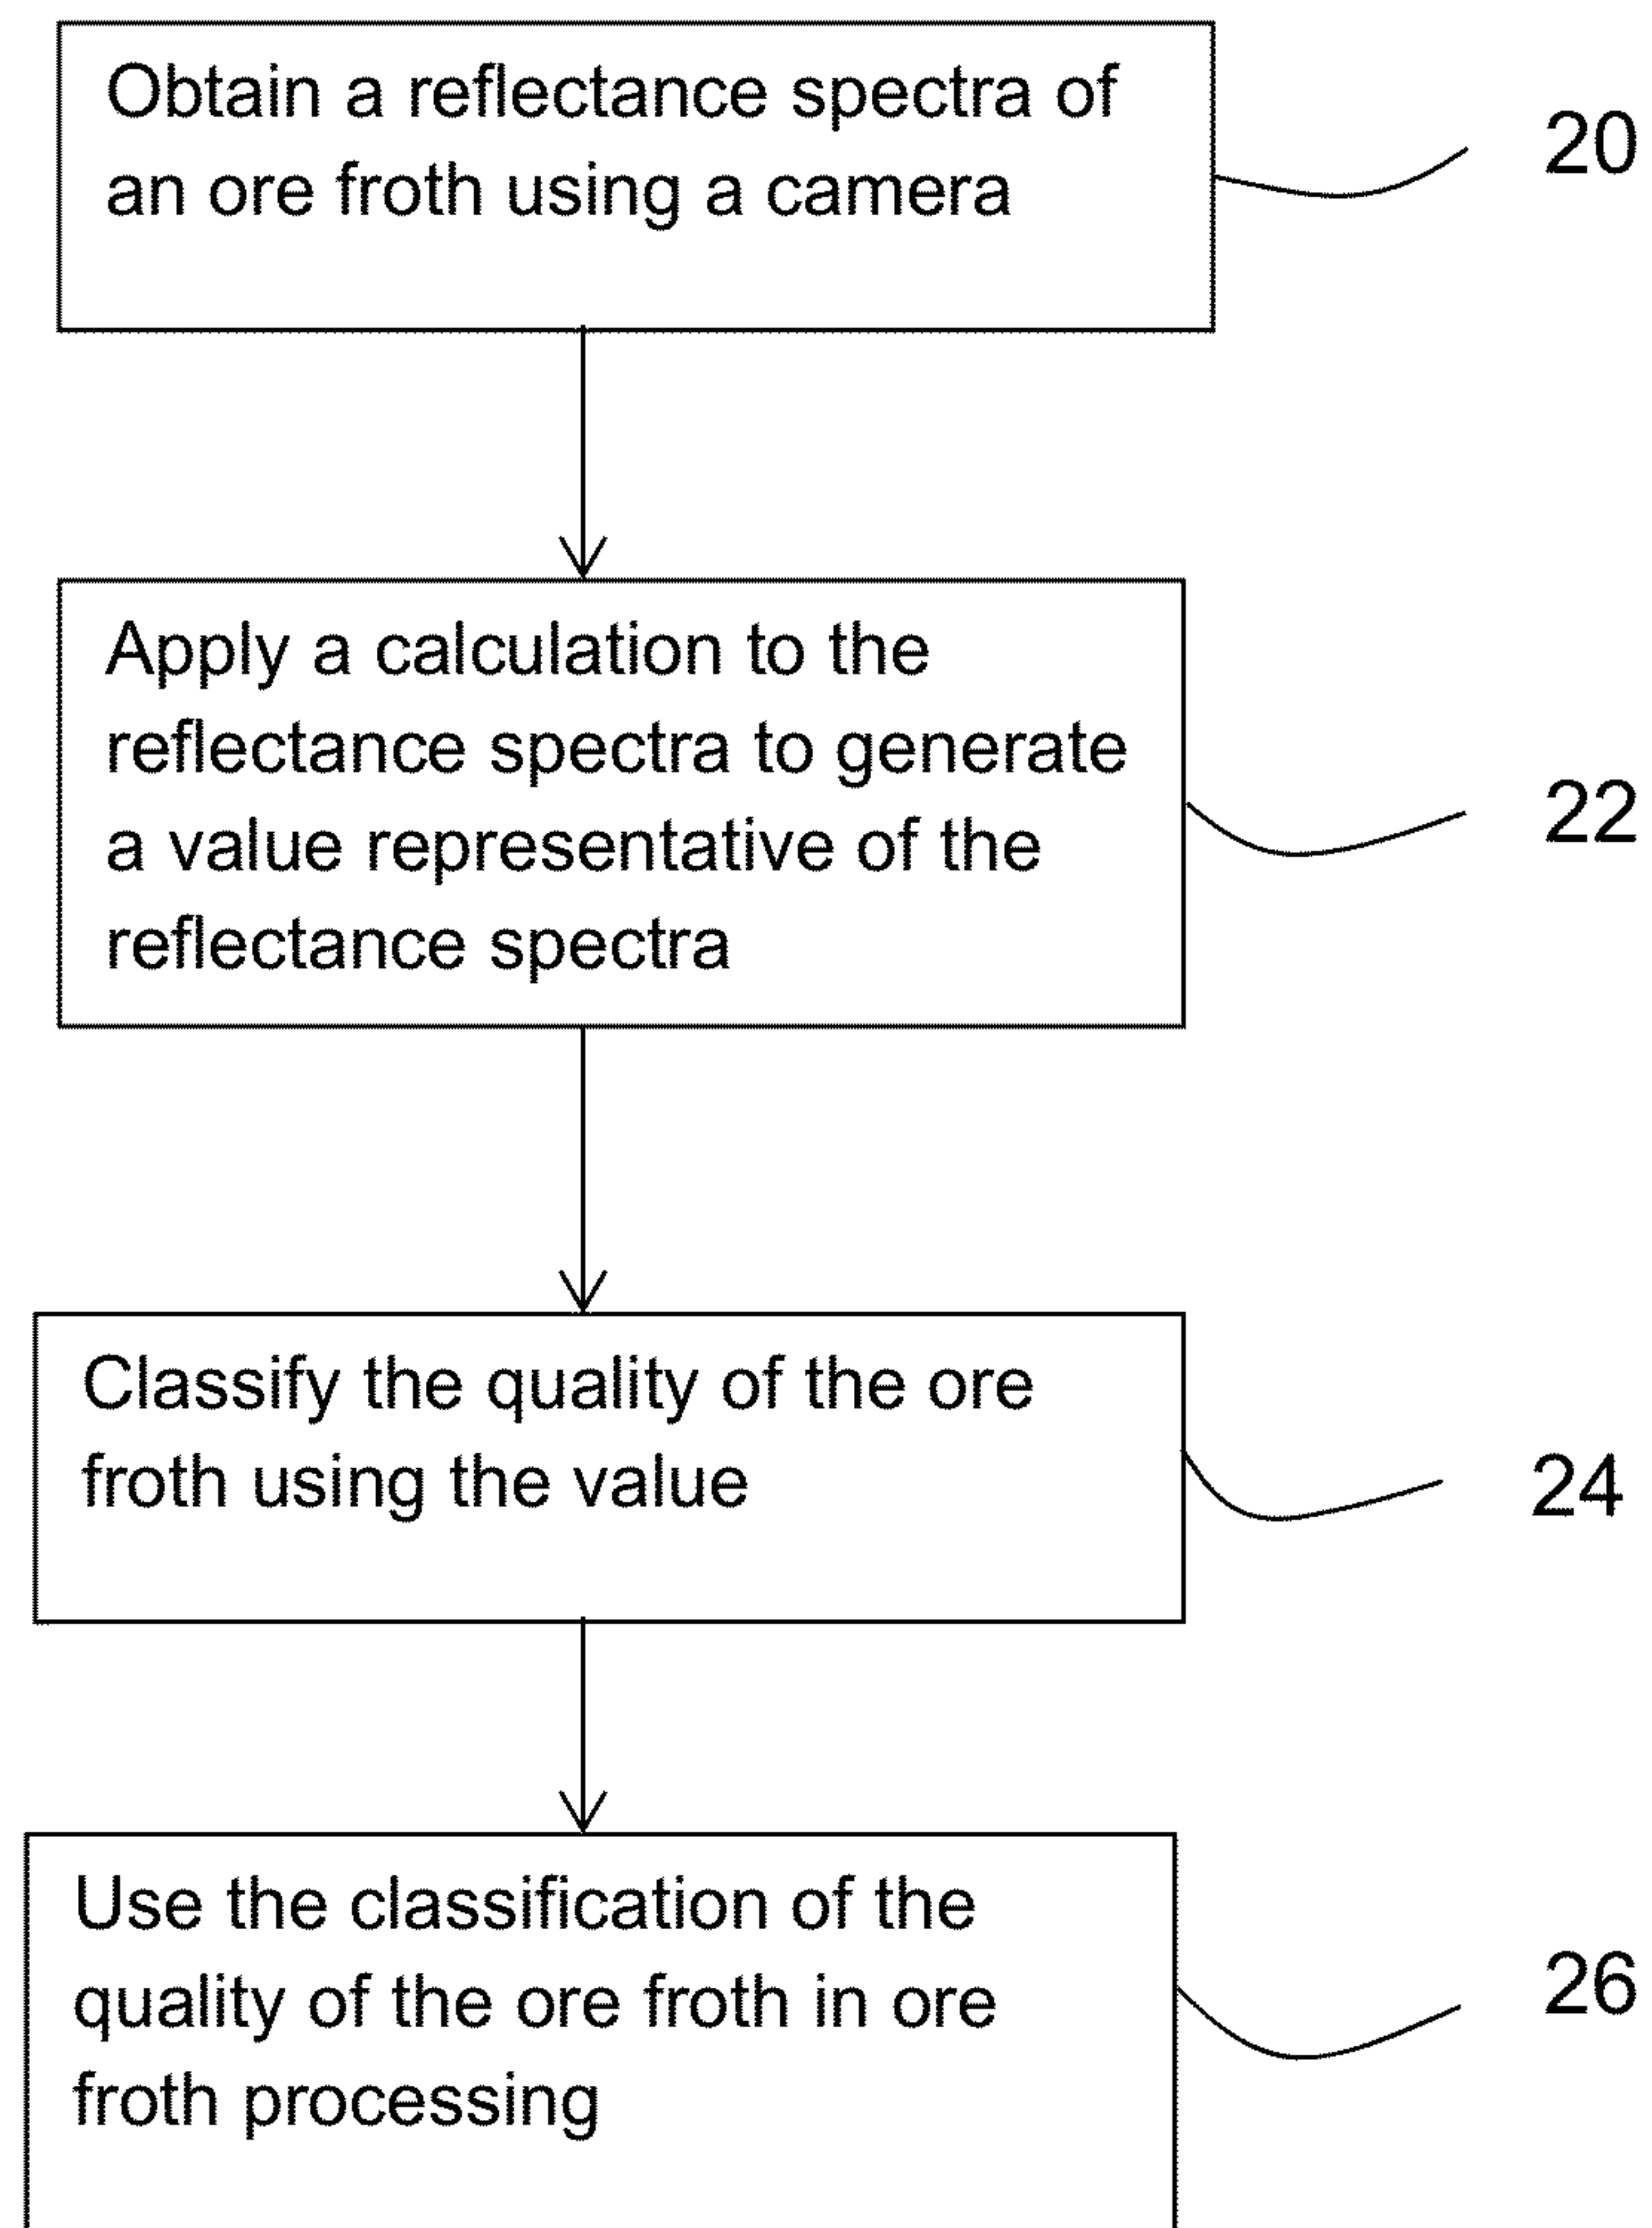 Obtain a reflectance spectra of
an ore froth using a camera
20
Apply a calculation to the
reflectance spectra to generate
a value representative of the
reflectance spectra
22
Classify the quality of the ore
froth using the value
24
Use the classification of the
quality of the ore froth in ore
froth processing
26